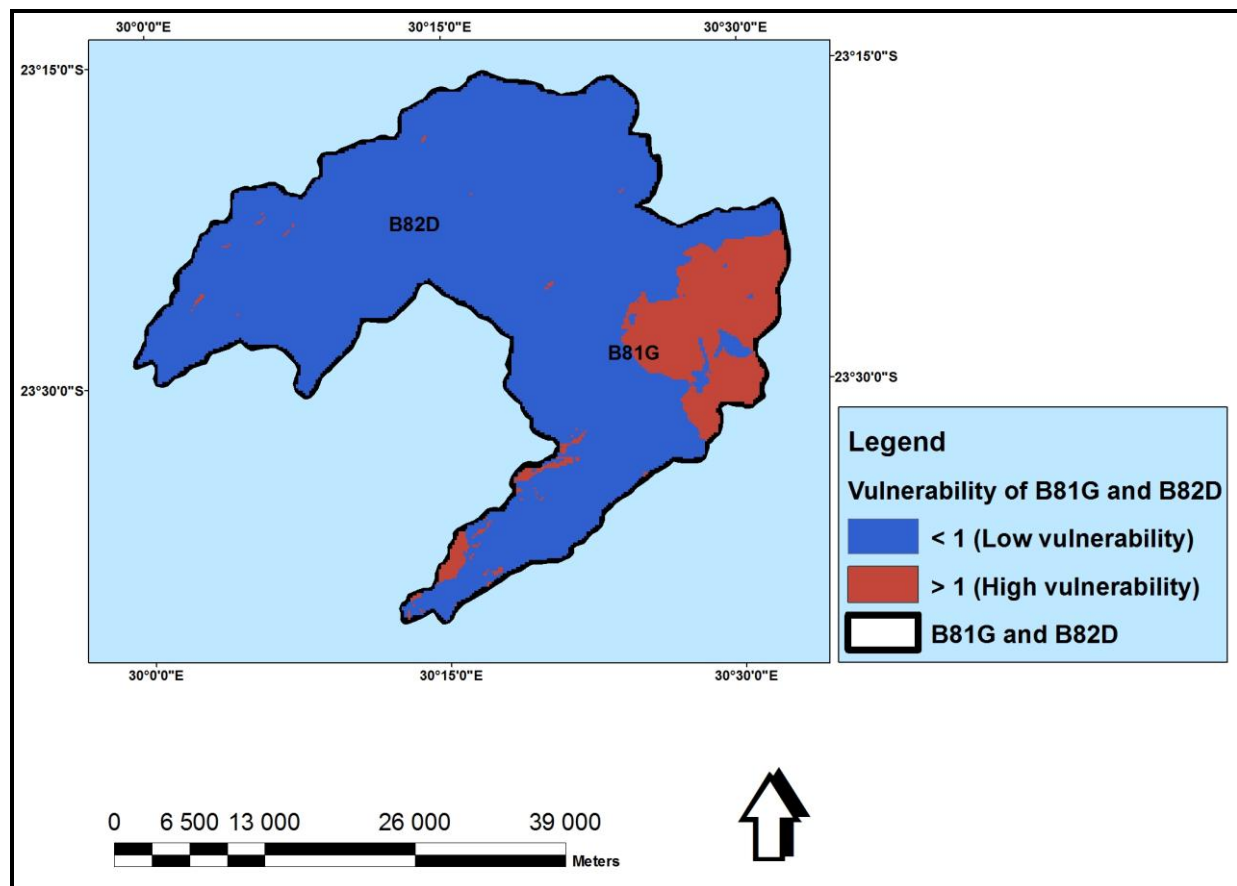 30°0'0"E 30°15'0"E 30°30'0"E
23°15'0"S 23°15'0"S
B82D
B81G
23°30'0"S 23°30'0"S
Legend
Vulnerability of B81G and B82D
< 1 (Low vulnerability)
> 1 (High vulnerability)
B81G and B82D
30°0'0"E 30°15'0"E 30°30'0"E
0 6 500 13 000 26 000 39 000
Meters